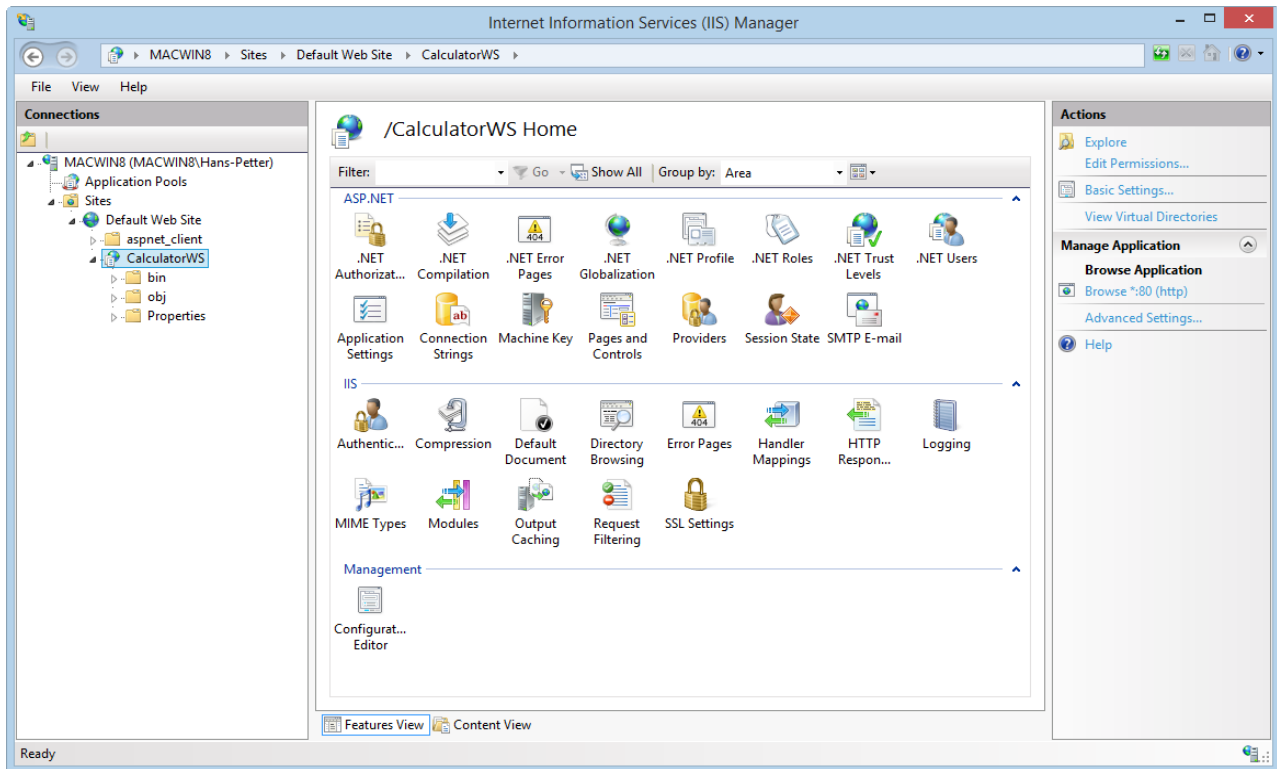 Internet Information Services (IIS) Manager
MACWIN8 Sites Default Web Site CalculatorWS
File View Help
Connections
MACWIN8 (MACWIN8\Hans-Petter)
Application Pools
Sites
Default Web Site
aspnet_client
CalculatorWS
bin
obj
Properties
/CalculatorWS Home
Filter: Go Show All Group by: Area
ASP.NET
.NET Authorizat...
.NET Compilation
.NET Error Pages
.NET Globalization
.NET Profile
.NET Roles
.NET Trust Levels
.NET Users
Application Settings
Connection Strings
Machine Key
Pages and Controls
Providers
Session State
SMTP E-mail
IIS
Authentic...
Compression
Default Document
Directory Browsing
Error Pages
Handler Mappings
HTTP Respon...
Logging
MIME Types
Modules
Output Caching
Request Filtering
SSL Settings
Management
Configurat... Editor
Features View Content View
Actions
Explore
Edit Permissions...
Basic Settings...
View Virtual Directories
Manage Application
Browse Application
Browse *:80 (http)
Advanced Settings...
Help
Ready